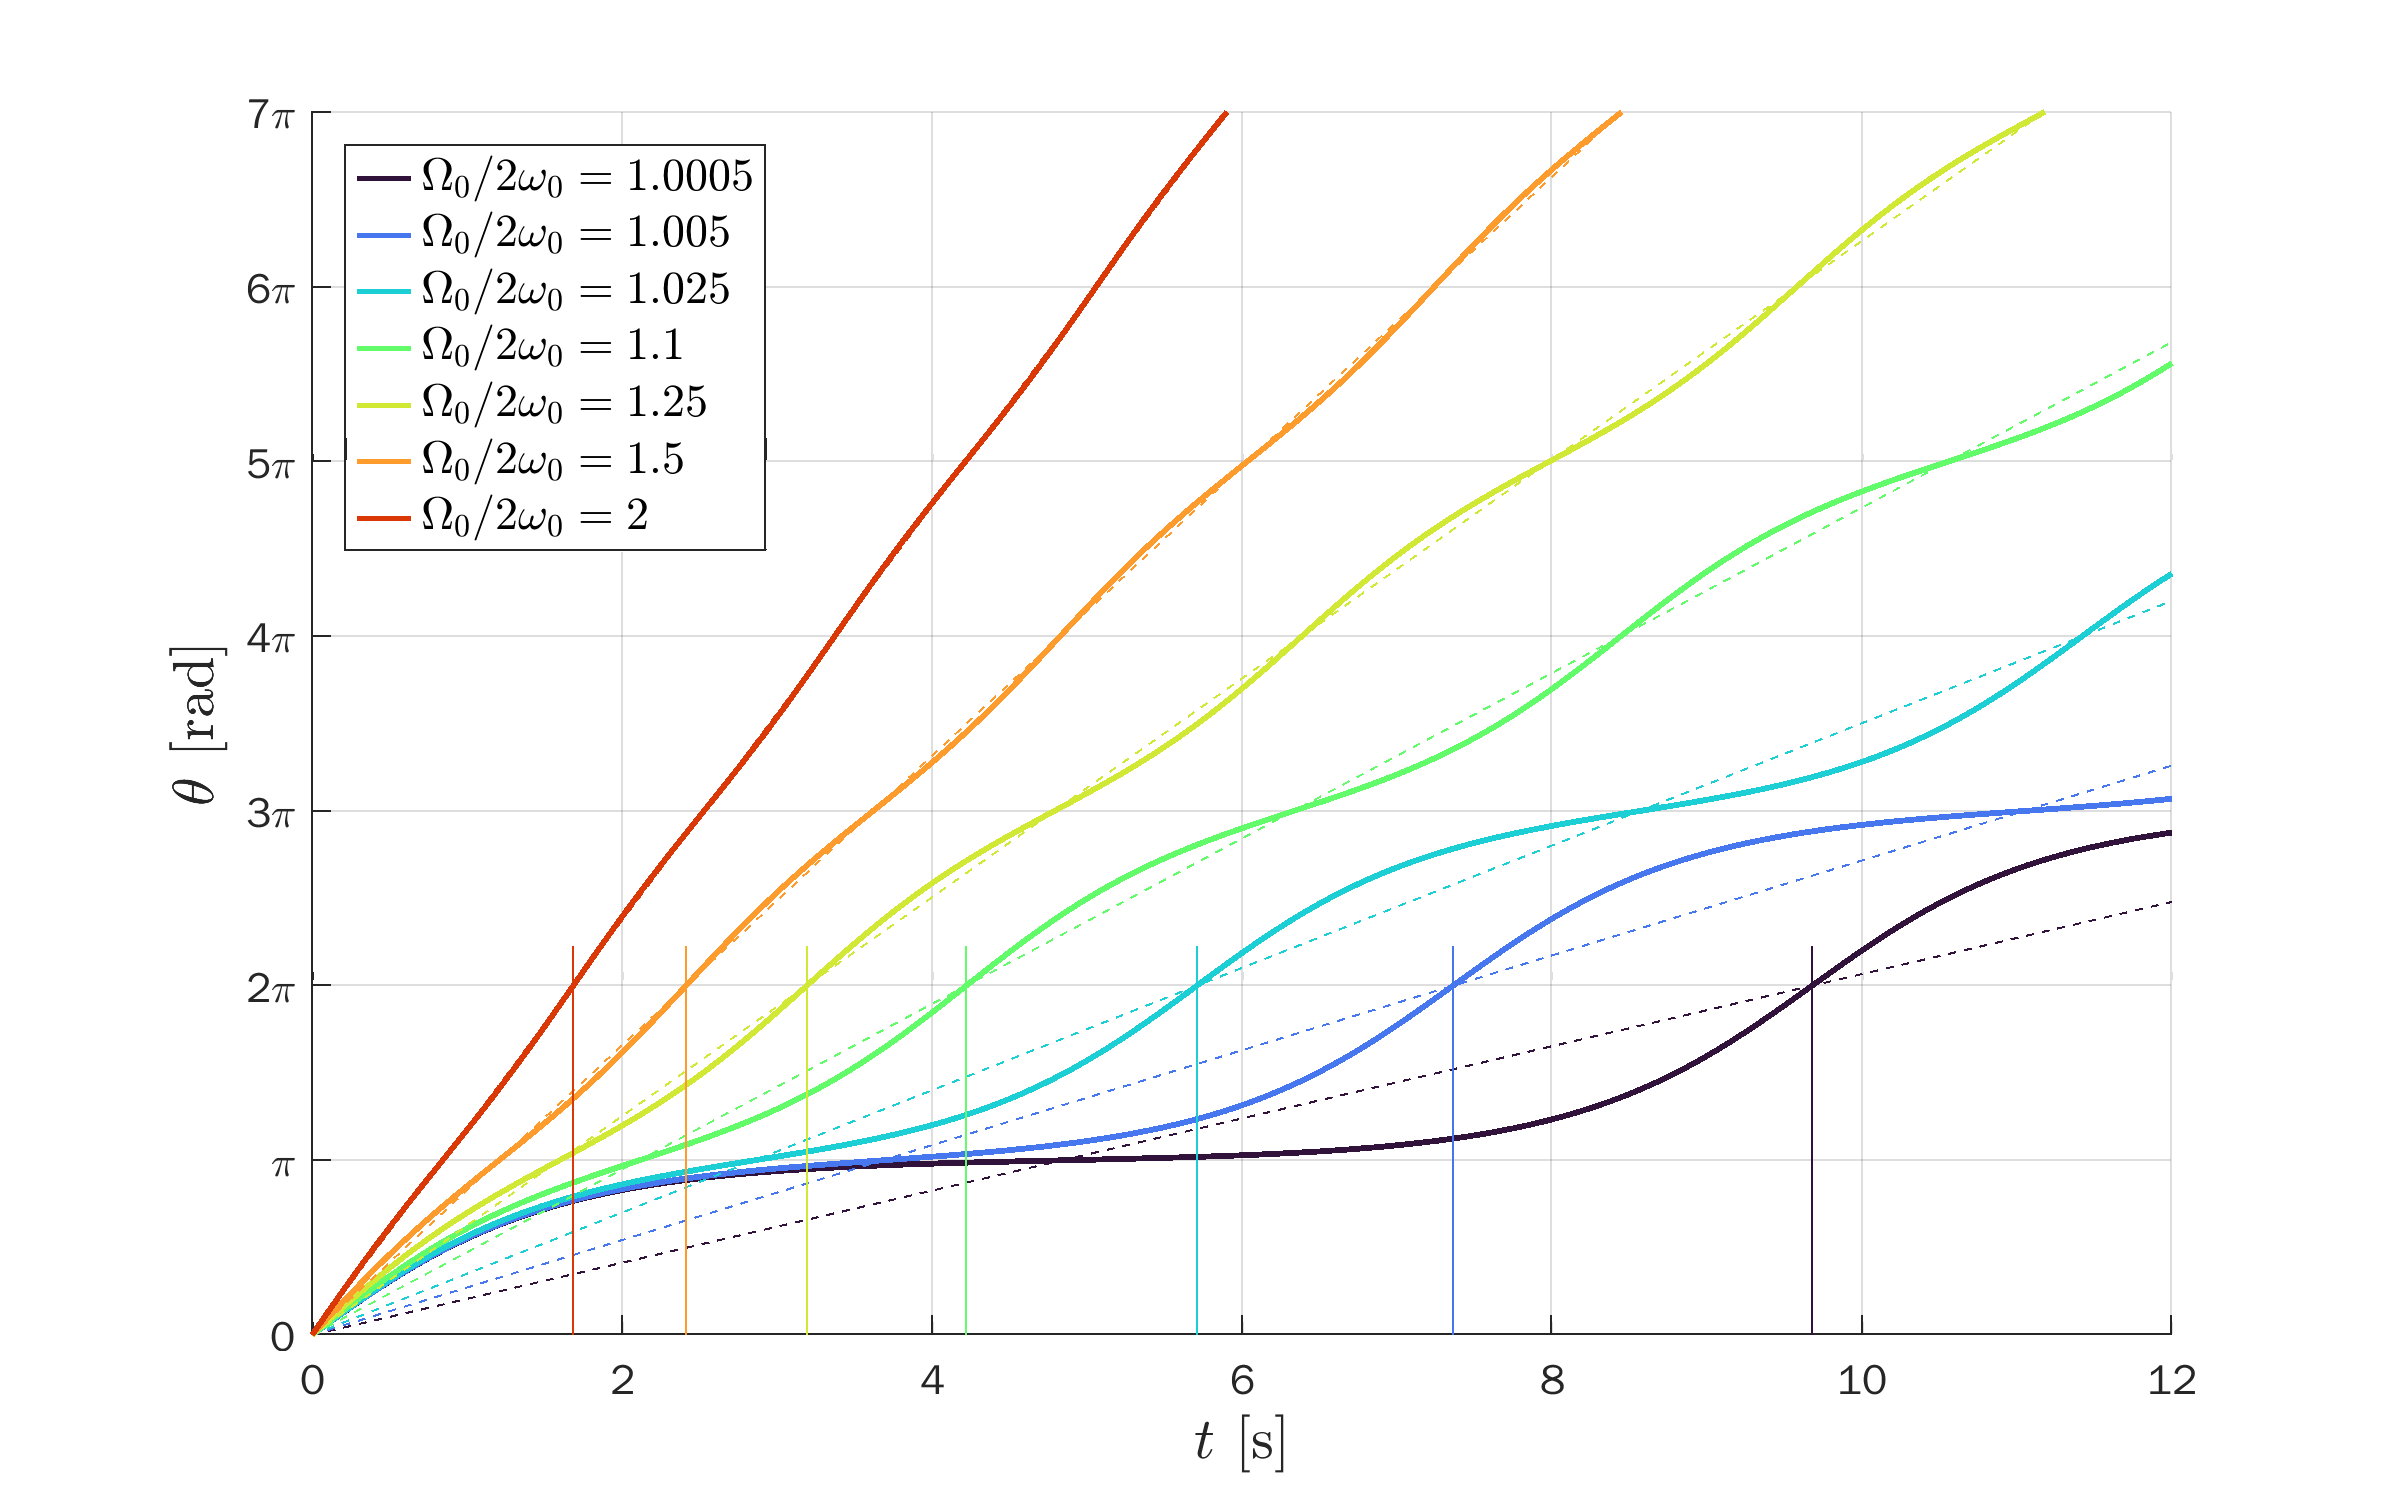 7π
6π
5π
4π
3π
2π
π
0
θ [rad]
Ω₀/2ω₀ = 1.0005
Ω₀/2ω₀ = 1.005
Ω₀/2ω₀ = 1.025
Ω₀/2ω₀ = 1.1
Ω₀/2ω₀ = 1.25
Ω₀/2ω₀ = 1.5
Ω₀/2ω₀ = 2
0 2 4 6 8 10 12
t [s]